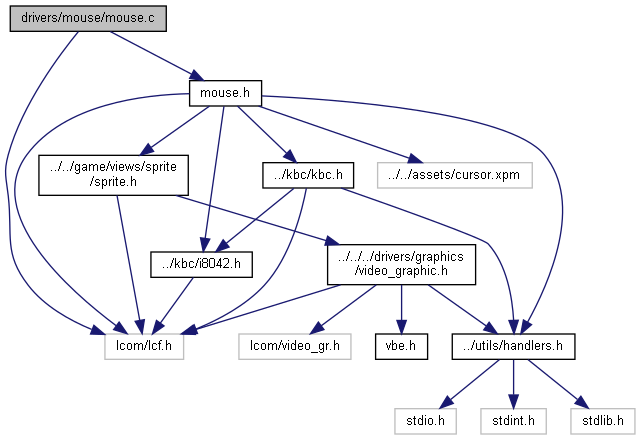 drivers/mouse/mouse.c
mouse.h
../../game/views/sprite
/sprite.h
../kbc/kbc.h
../../assets/cursor.xpm
../kbc/i8042.h
../../../drivers/graphics
/video_graphic.h
lcom/lcf.h
lcom/video_gr.h
vbe.h
../utils/handlers.h
stdio.h
stdint.h
stdlib.h